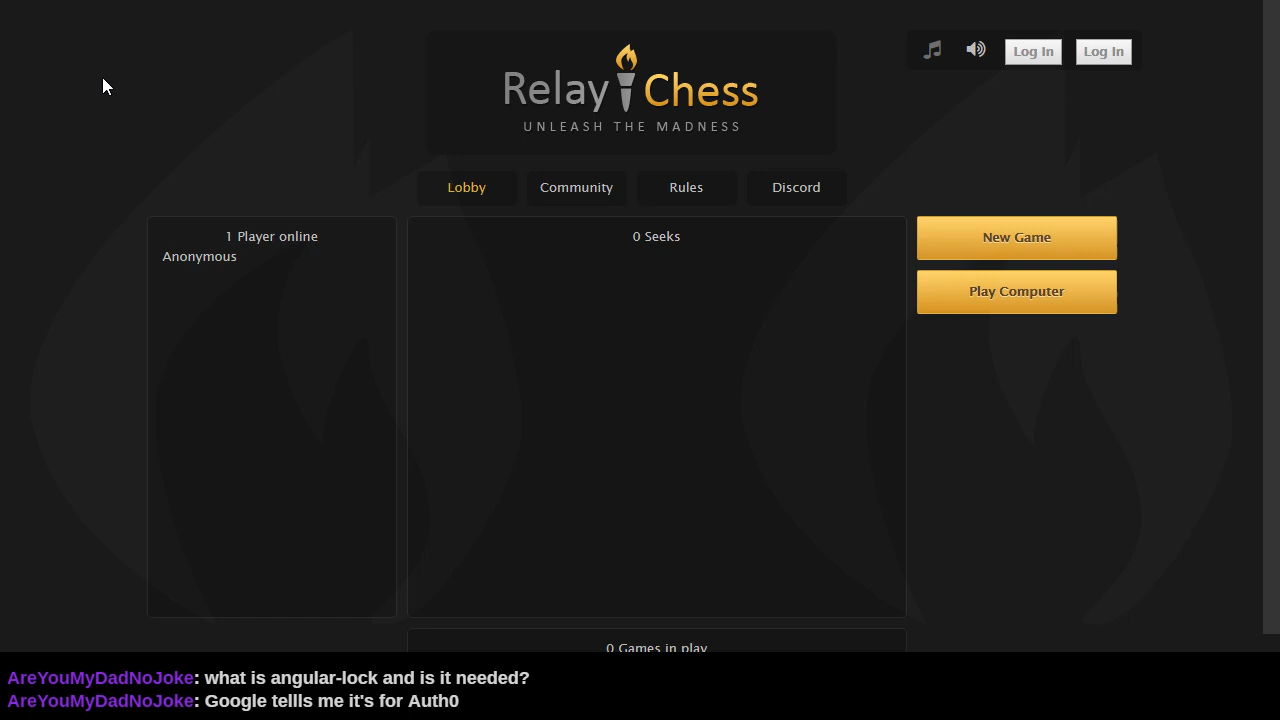 Relay Chess
UNLEASH THE MADNESS
Log In
Log In
Lobby
Community
Rules
Discord
1 Player online
Anonymous
0 Seeks
New Game
Play Computer
0 Games in play
AreYouMyDadNoJoke: what is angular-lock and is it needed?
AreYouMyDadNoJoke: Google tellls me it's for Auth0